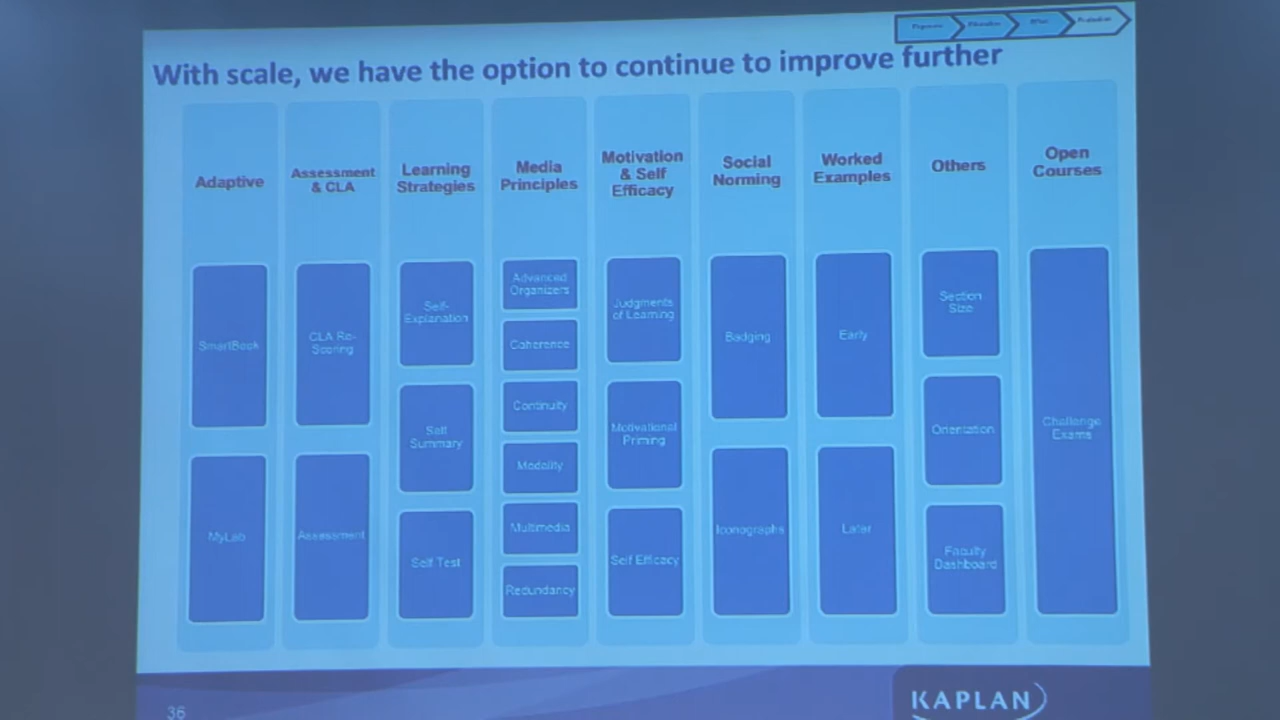 With scale, we have the option to continue to improve further
Adaptive
SmartBook
MyLab
Assessment
& CLA
CLA Re-
Scoring
Assessment
Learning
Strategies
Self-
Explanation
Self
Summary
Self Test
Media
Principles
Advanced
Organizers
Coherence
Continuity
Modality
Multimedia
Redundancy
Motivation
& Self
Efficacy
Judgments
of Learning
Motivational
Priming
Self Efficacy
Social
Norming
Badging
Iconographs
Worked
Examples
Early
Later
Others
Section
Size
Orientation
Faculty
Dashboard
Open
Courses
Challenge
Exams
36
KAPLAN